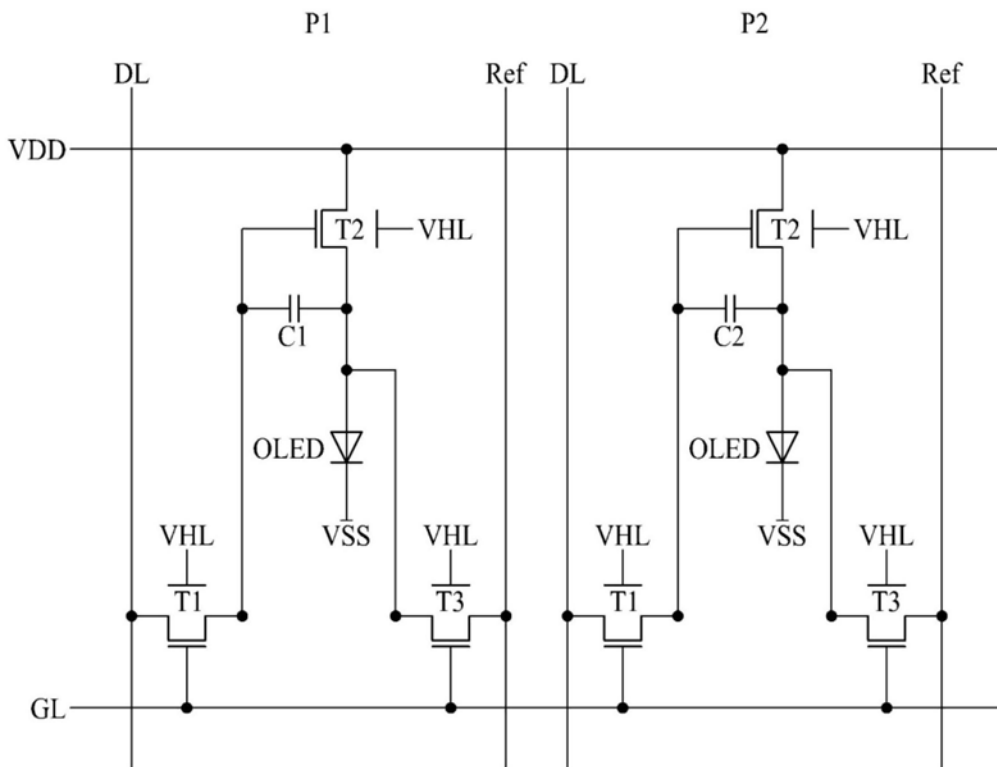 P1 P2
DL Ref DL Ref
VDD
T2 VHL T2 VHL
C1 C2
OLED OLED
VSS VSS
VHL VHL VHL VHL
T1 T3 T1 T3
GL